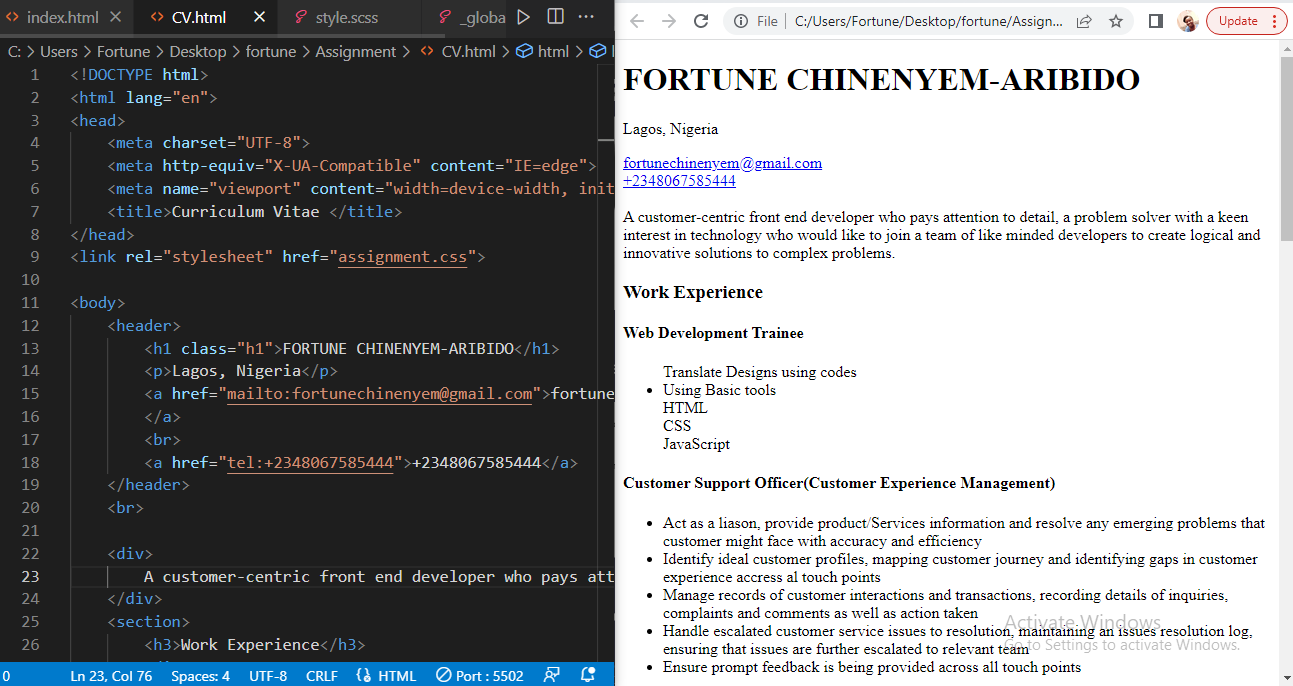 index.html
CV.html
style.scss
_globa
C: > Users > Fortune > Desktop > fortune > Assignment > CV.html > html >
1 <!DOCTYPE html>
2 <html lang="en">
3 <head>
4 <meta charset="UTF-8">
5 <meta http-equiv="X-UA-Compatible" content="IE=edge">
6 <meta name="viewport" content="width=device-width, init
7 <title>Curriculum Vitae </title>
8 </head>
9 <link rel="stylesheet" href="assignment.css">
10
11 <body>
12 <header>
13 <h1 class="h1">FORTUNE CHINENYEM-ARIBIDO</h1>
14 <p>Lagos, Nigeria</p>
15 <a href="mailto:fortunechinenyem@gmail.com">fortune
16 </a>
17 <br>
18 <a href="tel:+2348067585444">+2348067585444</a>
19 </header>
20 <br>
21
22 <div>
23 A customer-centric front end developer who pays att
24 </div>
25 <section>
26 <h3>Work Experience</h3>
0 Ln 23, Col 76 Spaces: 4 UTF-8 CRLF HTML Port : 5502
File C:/Users/Fortune/Desktop/fortune/Assign... Update
FORTUNE CHINENYEM-ARIBIDO
Lagos, Nigeria
fortunechinenyem@gmail.com
+2348067585444
A customer-centric front end developer who pays attention to detail, a problem solver with a keen
interest in technology who would like to join a team of like minded developers to create logical and
innovative solutions to complex problems.
Work Experience
Web Development Trainee
Translate Designs using codes
• Using Basic tools
HTML
CSS
JavaScript
Customer Support Officer(Customer Experience Management)
• Act as a liason, provide product/Services information and resolve any emerging problems that
customer might face with accuracy and efficiency
• Identify ideal customer profiles, mapping customer journey and identifying gaps in customer
experience accress al touch points
• Manage records of customer interactions and transactions, recording details of inquiries,
complaints and comments as well as action taken
• Handle escalated customer service issues to resolution, maintaining an issues resolution log,
ensuring that issues are further escalated to relevant team
• Ensure prompt feedback is being provided across all touch points
Activate Windows
Go to Settings to activate Windows.